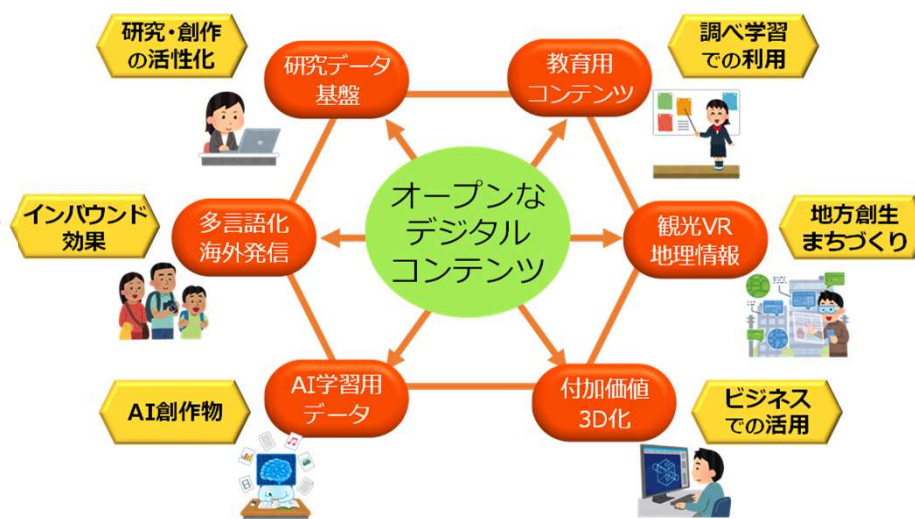 研究・創作
の活性化
研究データ
基盤
教育用
コンテンツ
調べ学習
での利用
オープンな
デジタル
コンテンツ
インバウンド
効果
多言語化
海外発信
観光VR
地理情報
地方創生
まちづくり
AI創作物
AI学習用
データ
付加価値
3D化
ビジネス
での活用